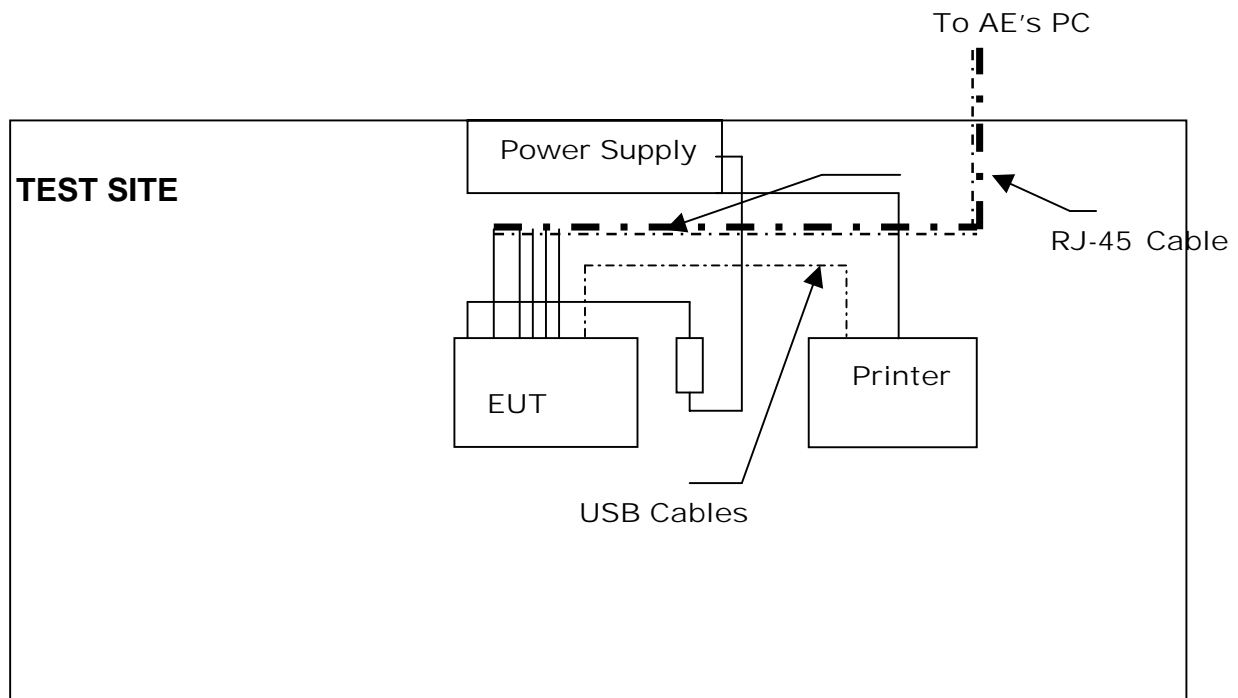 To AE's PC
Power Supply
TEST SITE
RJ-45 Cable
Printer
EUT
USB Cables